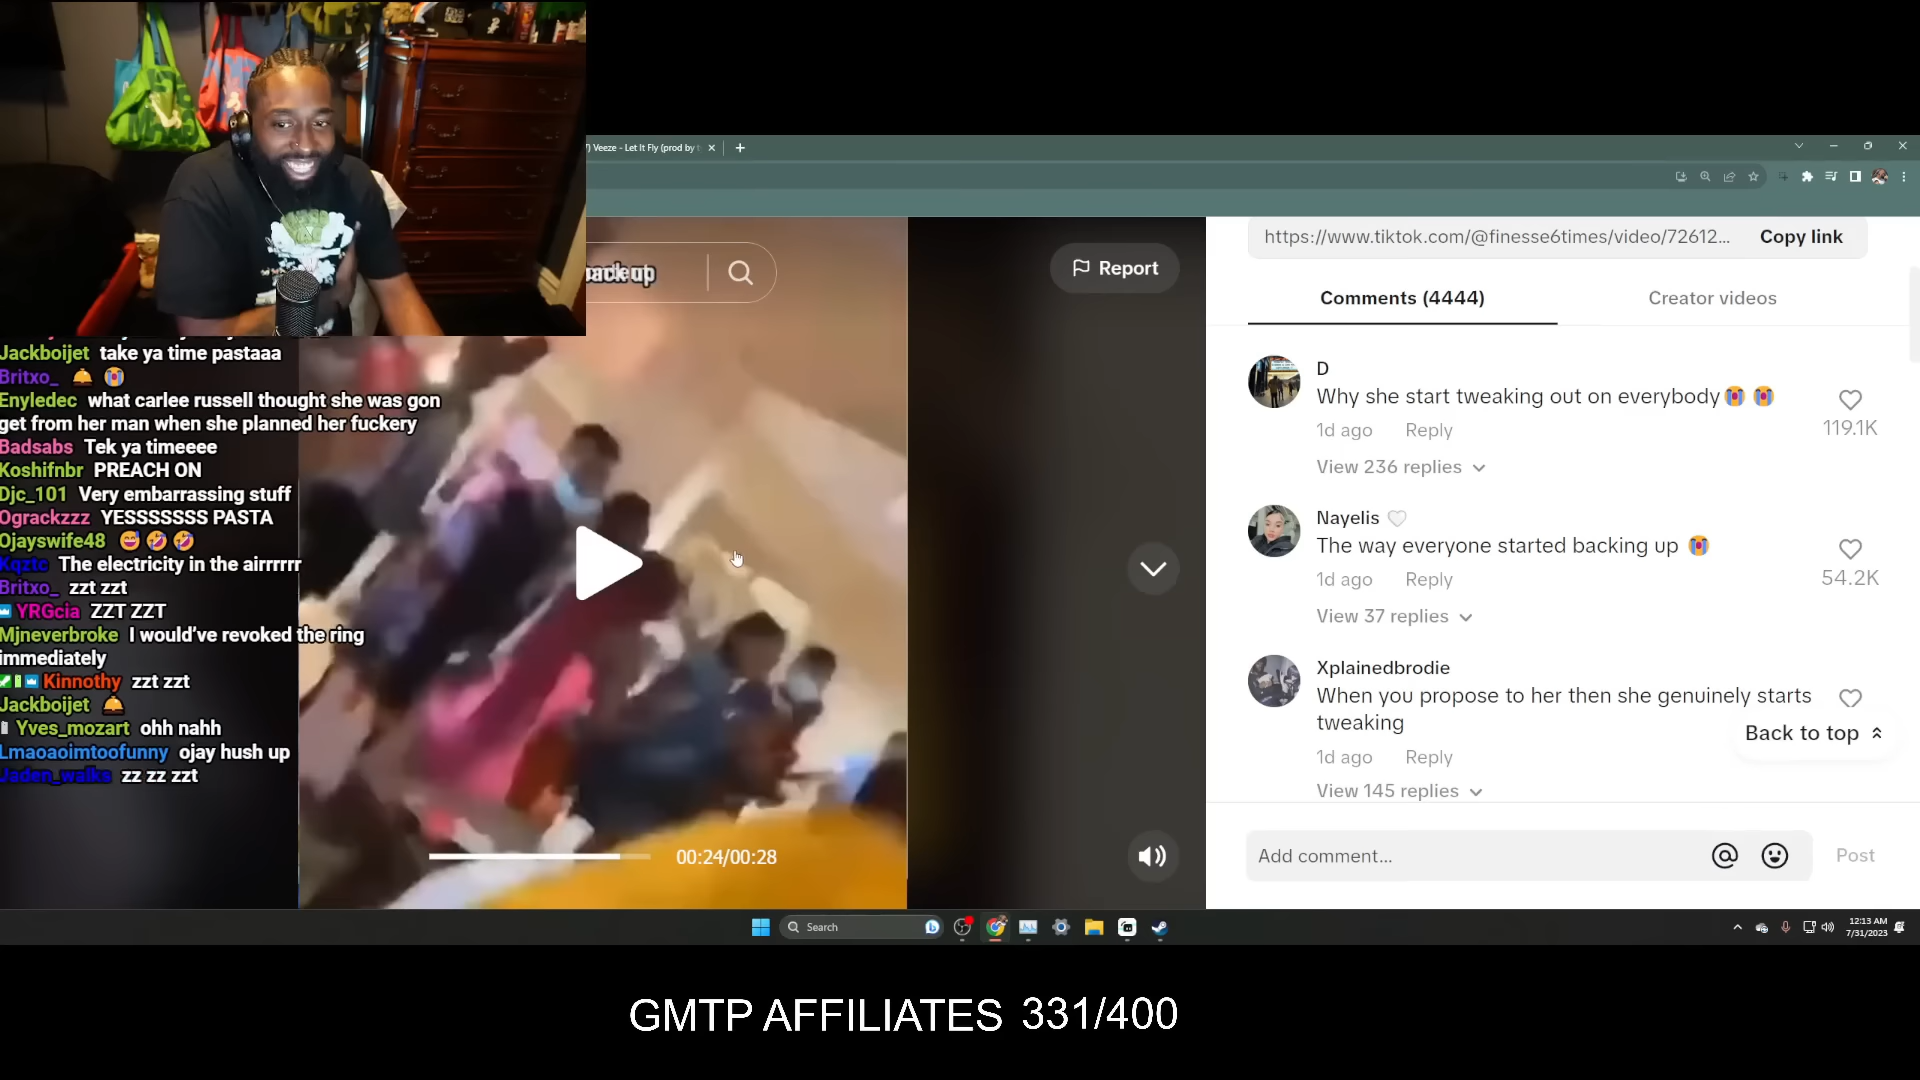 ) Veeze - Let It Fly (prod by t
back up
Report
https://www.tiktok.com/@finesse6times/video/72612... Copy link
Comments (4444) Creator videos
D
Why she start tweaking out on everybody😭 😭
1d ago Reply
119.1K
View 236 replies
Nayelis 🤍
The way everyone started backing up 😭
1d ago Reply
54.2K
View 37 replies
Xplainedbrodie
When you propose to her then she genuinely starts
tweaking
Back to top
1d ago Reply
View 145 replies
Add comment... Post
Jackboijet take ya time pastaaa
Britxo_ 🛎️ 😭
Enyledec what carlee russell thought she was gon
get from her man when she planned her fuckery
Badsabs Tek ya timeeee
Koshifnbr PREACH ON
Djc_101 Very embarrassing stuff
Ograckzzz YESSSSSSS PASTA
Ojayswife48 😅 🤣 🤣
Kqztc The electricity in the airrrrrr
Britxo_ zzt zzt
YRGcia ZZT ZZT
Mjneverbroke I would’ve revoked the ring
immediately
Kinnothy zzt zzt
Jackboijet 🛎️
Yves_mozart ohh nahh
Lmaoaoimtoofunny ojay hush up
Jaden_walks zz zz zzt
00:24/00:28
Search
12:13 AM
7/31/2023
GMTP AFFILIATES 331/400